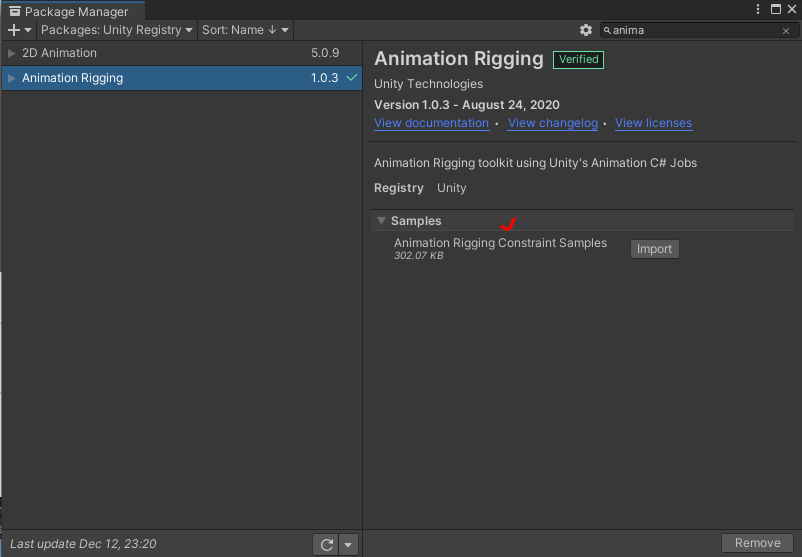 Package Manager
Packages: Unity Registry Sort: Name ↓ anima
2D Animation 5.0.9
Animation Rigging 1.0.3
Animation Rigging Verified
Unity Technologies
Version 1.0.3 - August 24, 2020
View documentation • View changelog • View licenses
Animation Rigging toolkit using Unity's Animation C# Jobs
Registry Unity
Samples
Animation Rigging Constraint Samples Import
302.07 KB
Last update Dec 12, 23:20 Remove